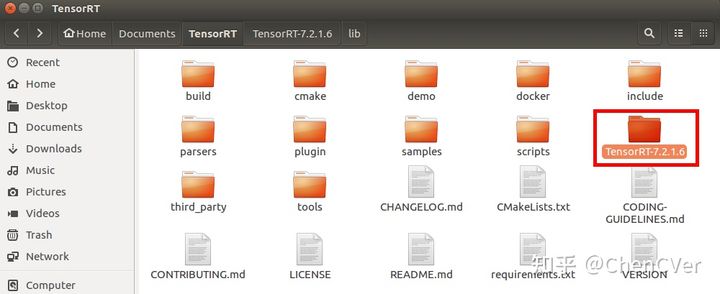 TensorRT
Home Documents TensorRT TensorRT-7.2.1.6 lib
Recent
Home
Desktop
Documents
Downloads
Music
Pictures
Videos
Trash
Network
Computer
build cmake demo docker include
parsers plugin samples scripts TensorRT-7.2.1.6
third_party tools CHANGELOG.md CMakeLists.txt CODING-
GUIDELINES.md
CONTRIBUTING.md LICENSE README.md requirements.txt VERSION
知乎 @ChenCVer